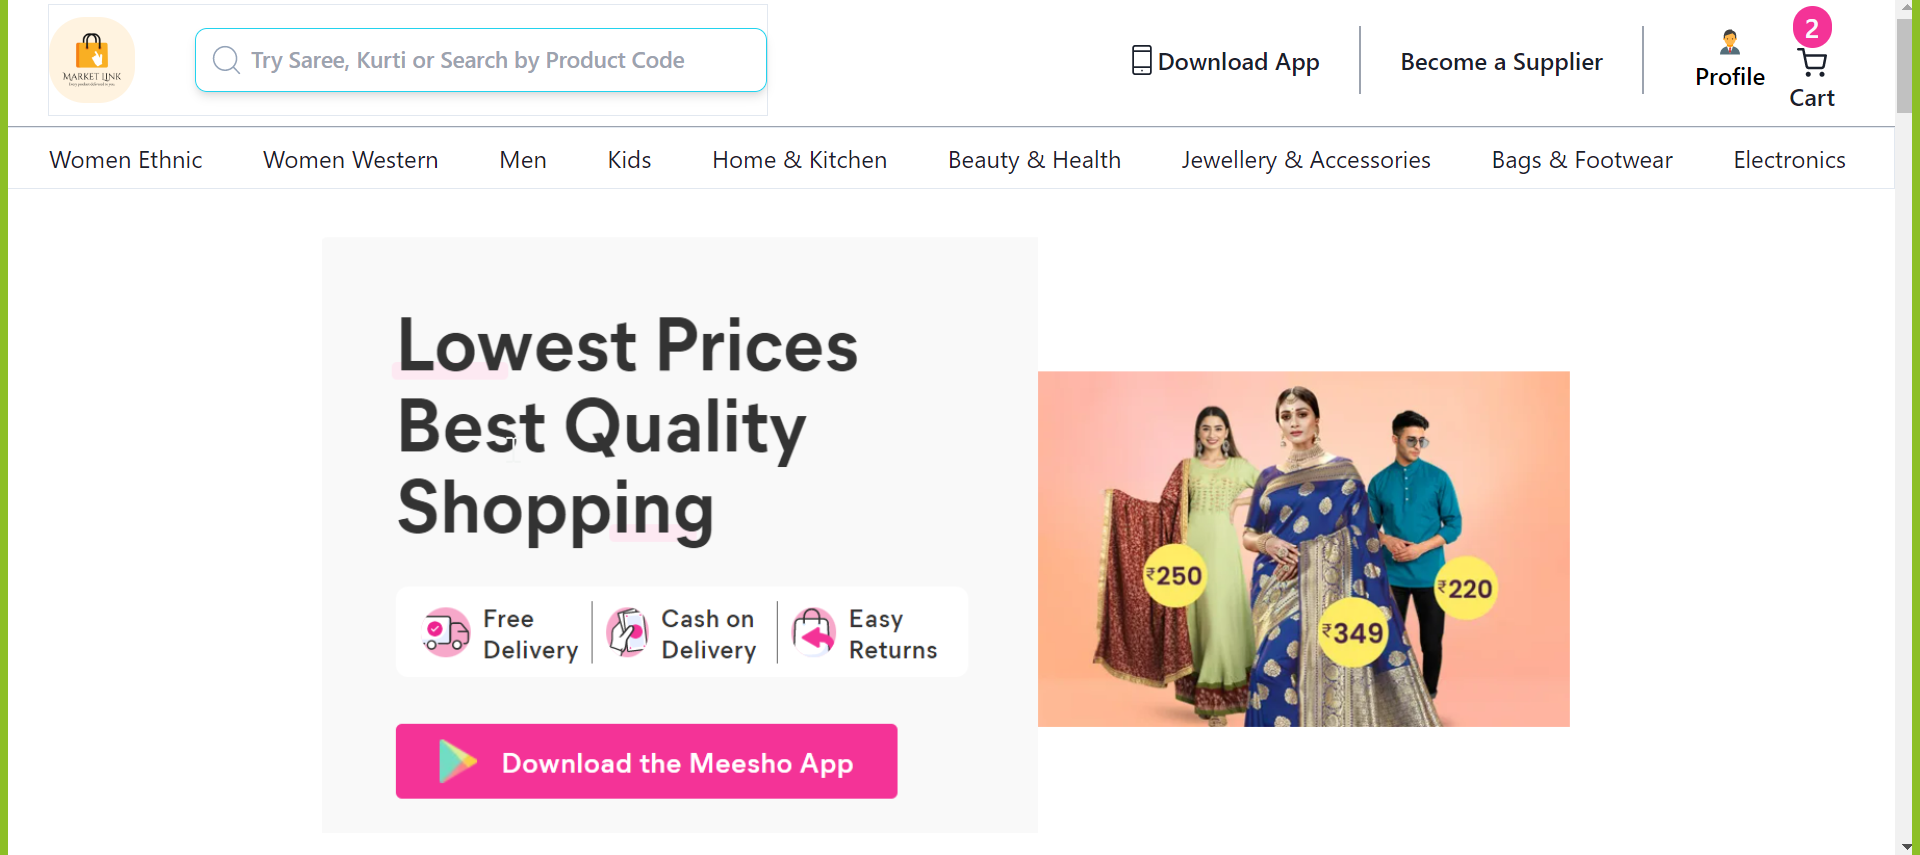 MARKET LINK
Try Saree, Kurti or Search by Product Code
Download App
Become a Supplier
Profile
2
Cart
Women Ethnic
Women Western
Men
Kids
Home & Kitchen
Beauty & Health
Jewellery & Accessories
Bags & Footwear
Electronics
Lowest Prices
Best Quality
Shopping
Free
Delivery
Cash on
Delivery
Easy
Returns
Download the Meesho App
₹250
₹349
₹220